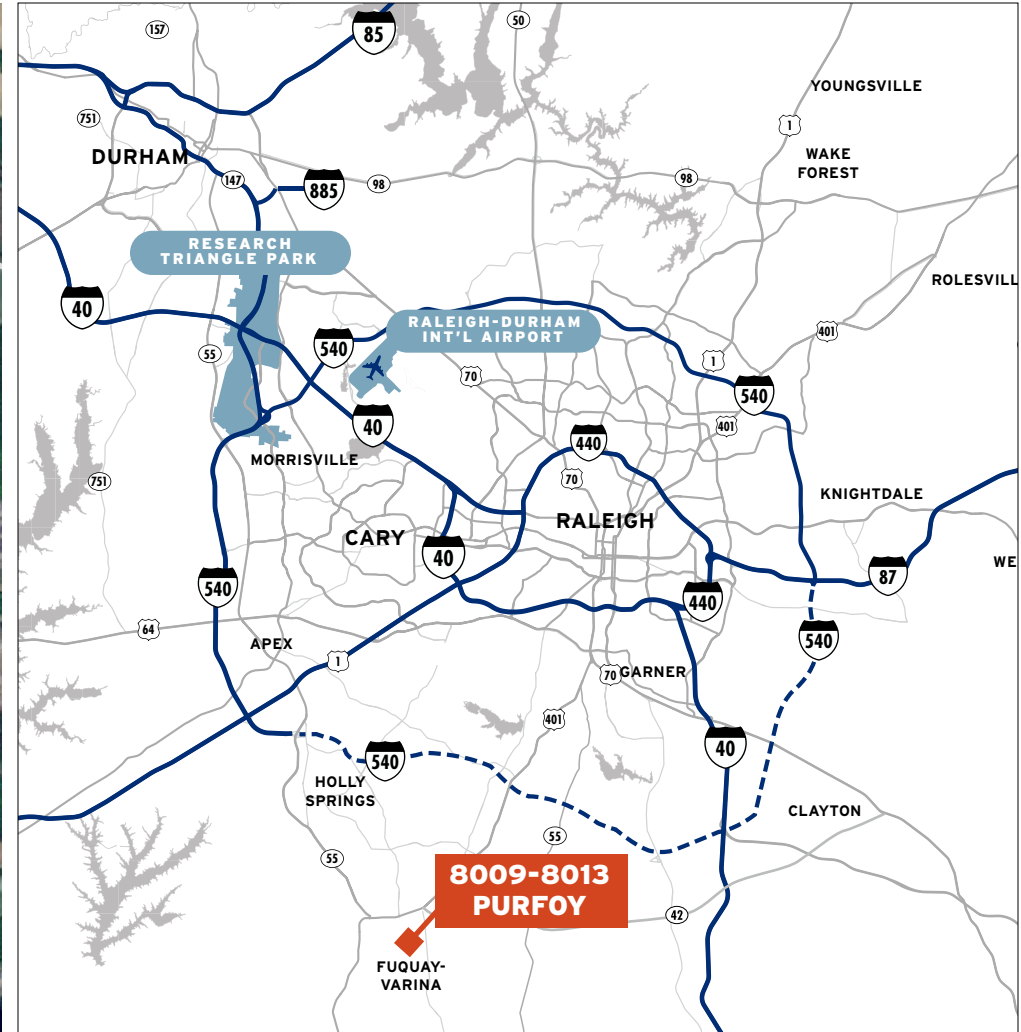 157
85
50
YOUNGSVILLE
751
1
DURHAM
WAKE
FOREST
147
885
98
98
RESEARCH
TRIANGLE PARK
ROLESVILL
40
RALEIGH-DURHAM
INT'L AIRPORT
401
540
55
1
70
540
40
401
440
MORRISVILLE
70
751
KNIGHTDALE
RALEIGH
CARY
40
WE
87
540
440
64
540
APEX
1
70
GARNER
401
40
540
HOLLY
SPRINGS
CLAYTON
55
55
8009-8013
PURFOY
42
FUQUAY-
VARINA